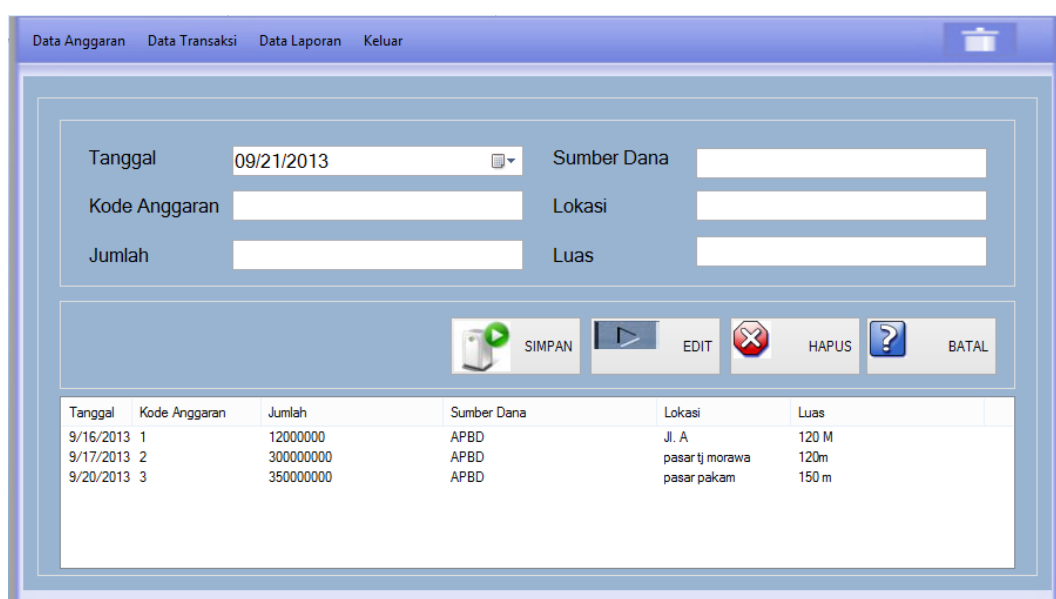 Data Anggaran Data Transaksi Data Laporan Keluar
Tanggal 09/21/2013 Sumber Dana
Kode Anggaran Lokasi
Jumlah Luas
SIMPAN EDIT HAPUS BATAL
Tanggal Kode Anggaran Jumlah Sumber Dana Lokasi Luas
9/16/2013 1 12000000 APBD Jl. A 120 M
9/17/2013 2 300000000 APBD pasar tj morawa 120m
9/20/2013 3 350000000 APBD pasar pakam 150 m